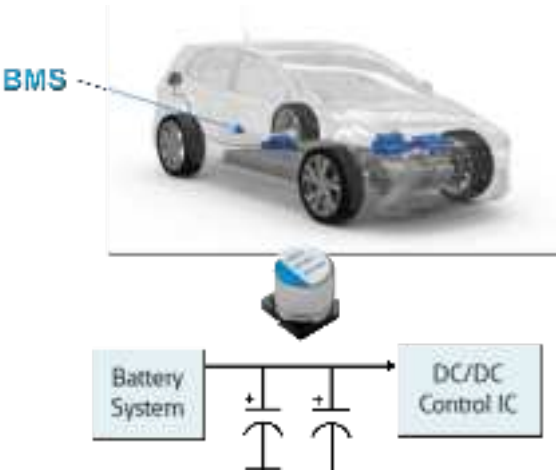 BMS
Battery
System
DC/DC
Control IC
+
+